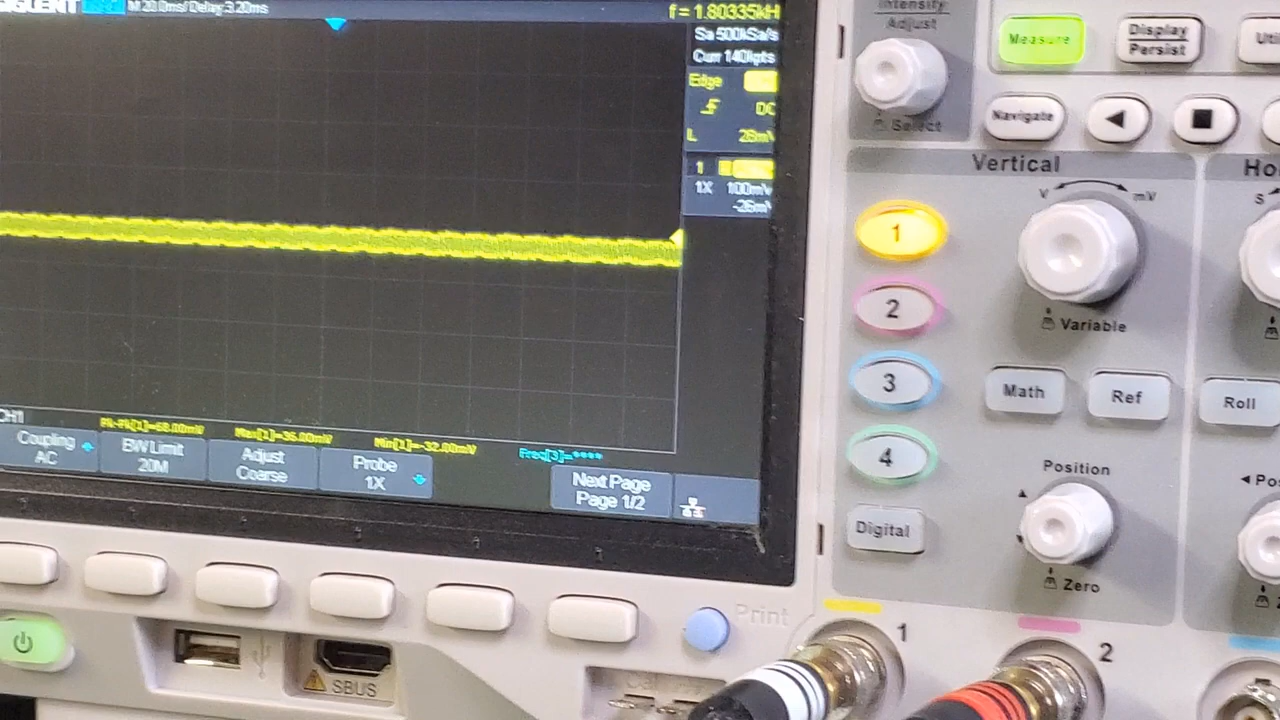 SIGLENT
M 20.0ms/ Delay:3.20ms
f = 1.80335kH
Sa 500kSa/s
Curr 140kpts
Edge
DC
L 28mV
1
1X 100mV
-26mV
CH1
Pk-Pk[1]=68.00mV
Max[1]=36.00mV
Min[1]=-32.00mV
Freq[3]=****
Coupling
AC
BW Limit
20M
Adjust
Coarse
Probe
1X
Next Page
Page 1/2
Intensity
Adjust
Select
Measure
Display
Persist
Uti
Navigate
Vertical
Ho
V
mV
S
1
2
3
4
Variable
Math
Ref
Roll
Position
Pos
Digital
Zero
Print
SBUS
1
2